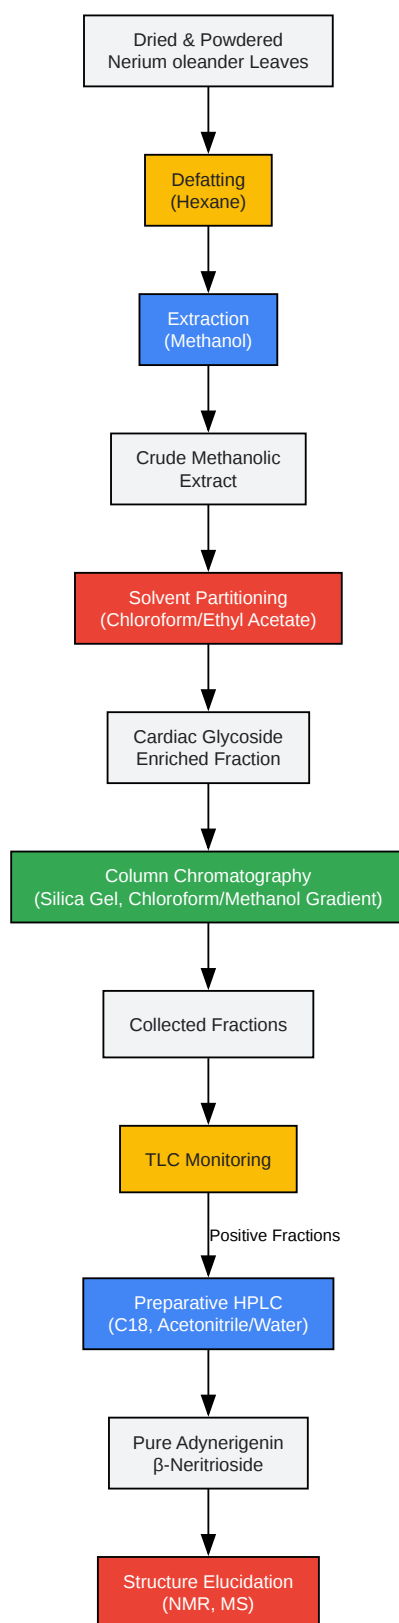 Dried & Powdered
Nerium oleander Leaves
Defatting
(Hexane)
Extraction
(Methanol)
Crude Methanolic
Extract
Solvent Partitioning
(Chloroform/Ethyl Acetate)
Cardiac Glycoside
Enriched Fraction
Column Chromatography
(Silica Gel, Chloroform/Methanol Gradient)
Collected Fractions
TLC Monitoring
Positive Fractions
Preparative HPLC
(C18, Acetonitrile/Water)
Pure Adynerigenin
β-Neritrioside
Structure Elucidation
(NMR, MS)